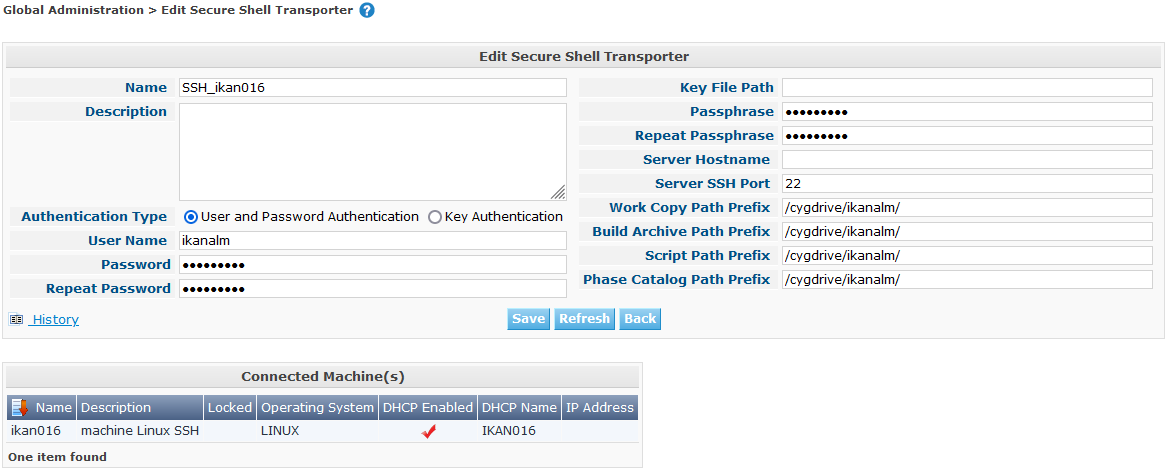 Global Administration > Edit Secure Shell Transporter ?
Edit Secure Shell Transporter
Name SSH_ikan016
Description
Authentication Type User and Password Authentication Key Authentication
User Name ikanalm
Password •••••••••
Repeat Password •••••••••
Key File Path
Passphrase •••••••••
Repeat Passphrase •••••••••
Server Hostname
Server SSH Port 22
Work Copy Path Prefix /cygdrive/ikanalm/
Build Archive Path Prefix /cygdrive/ikanalm/
Script Path Prefix /cygdrive/ikanalm/
Phase Catalog Path Prefix /cygdrive/ikanalm/
History Save Refresh Back
Connected Machine(s)
Name Description Locked Operating System DHCP Enabled DHCP Name IP Address
ikan016 machine Linux SSH LINUX IKAN016
One item found